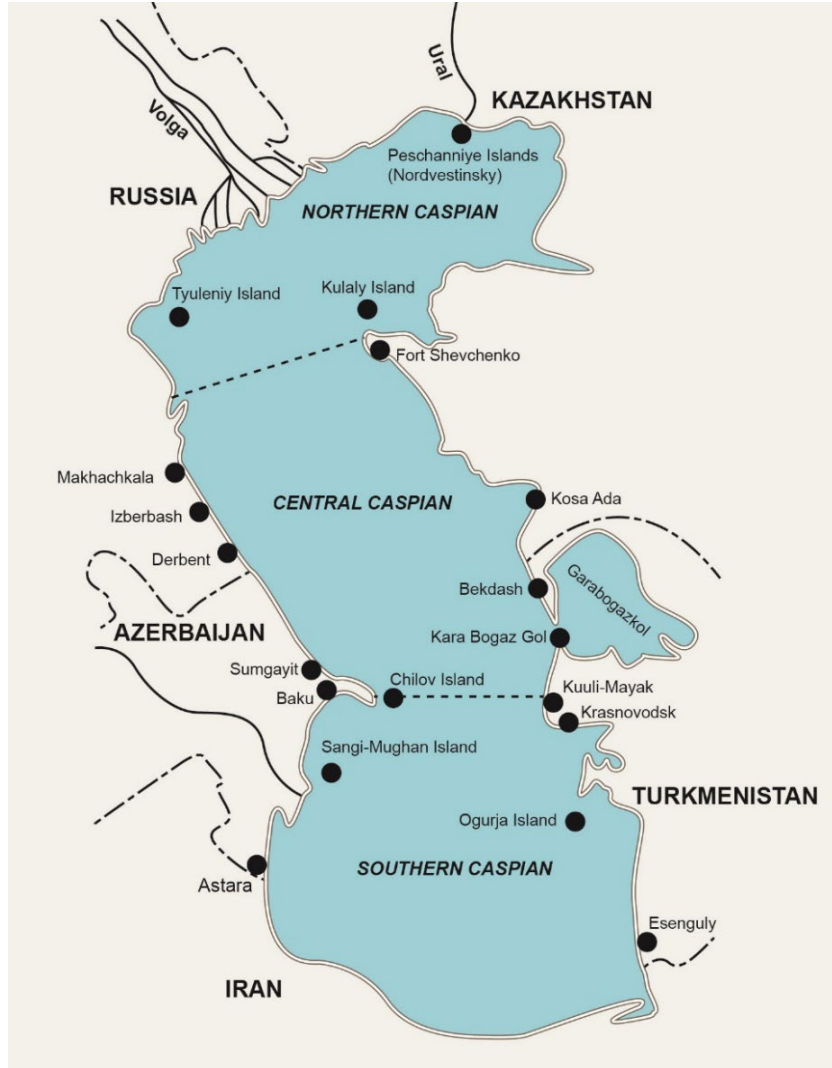 Ural
KAZAKHSTAN
Volga
Peschanniye Islands
(Nordvestinsky)
RUSSIA
NORTHERN CASPIAN
Tyuleniy Island
Kulaly Island
Fort Shevchenko
Makhachkala
Izberbash
Derbent
CENTRAL CASPIAN
Kosa Ada
Bekdash
Garabogazkol
AZERBAIJAN
Kara Bogaz Gol
Sumgayit
Baku
Chilov Island
Kuuli-Mayak
Krasnovodsk
Sangi-Mughan Island
TURKMENISTAN
Ogurja Island
SOUTHERN CASPIAN
Astara
Esenguly
IRAN